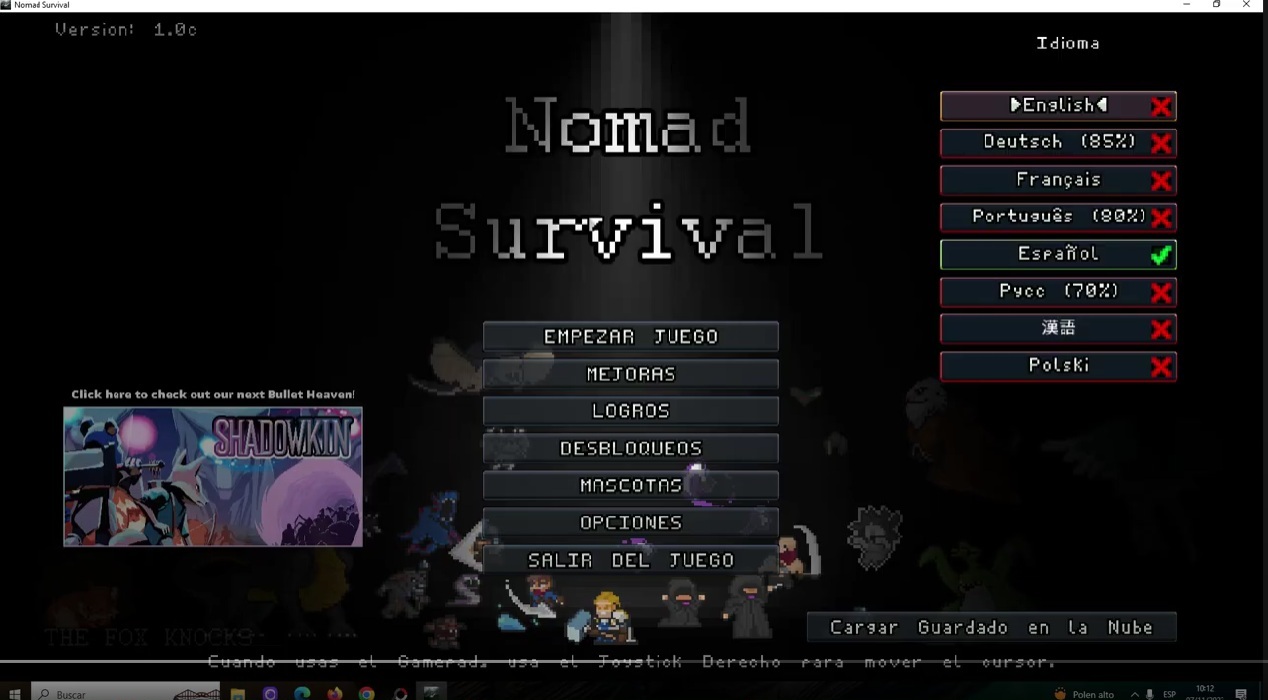 Nomad Survival
Version: 1.0c
Idioma
Nomad
Survival
▶English◀
Deutsch (85%)
Français
Português (80%)
Español
Русс (70%)
漢語
Polski
EMPEZAR JUEGO
MEJORAS
LOGROS
DESBLOQUEOS
MASCOTAS
OPCIONES
SALIR DEL JUEGO
Click here to check out our next Bullet Heaven!
SHADOWKIN
THE FOX KNOCKS
Cargar Guardado en la Nube
Cuando usas el Gamepad, usa el Joystick Derecho para mover el cursor.
Buscar
Polen alto
ESP
10:12